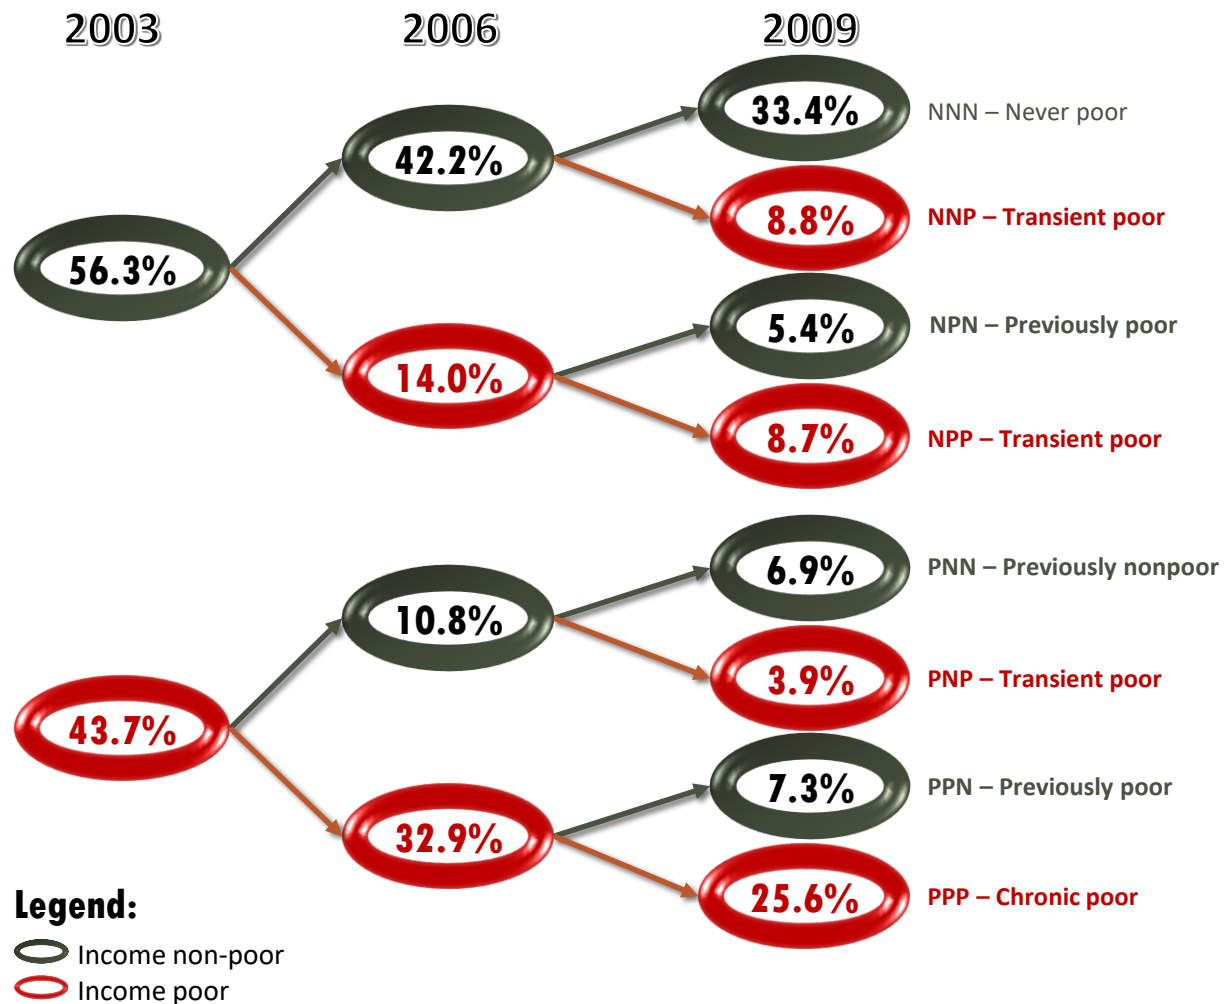 2003 2006 2009
33.4% NNN – Never poor
42.2%
8.8% NNP – Transient poor
56.3%
5.4% NPN – Previously poor
14.0%
8.7% NPP – Transient poor
6.9% PNN – Previously nonpoor
10.8%
3.9% PNP – Transient poor
43.7%
7.3% PPN – Previously poor
32.9%
25.6% PPP – Chronic poor
Legend:
Income non-poor
Income poor